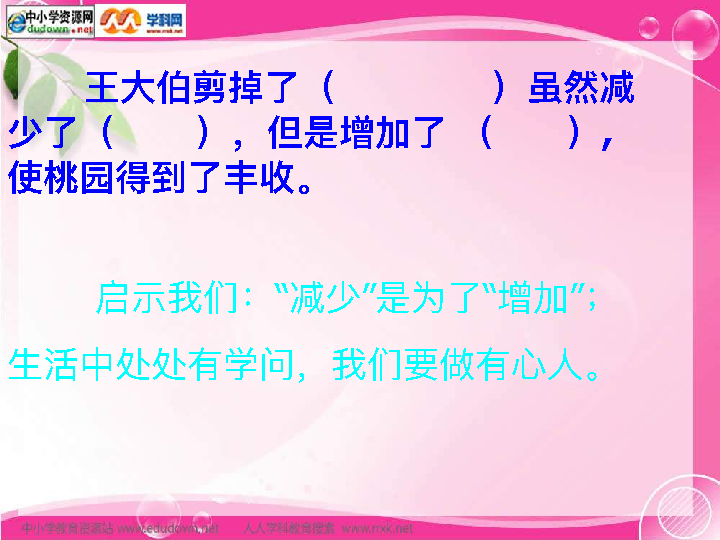 中小学资源网
dudown.net
学科网
www.nxk.net
王大伯剪掉了（　　　　）虽然减
少了（　　），但是增加了（　　），
使桃园得到了丰收。
启示我们：“减少”是为了“增加”；
生活中处处有学问，我们要做有心人。
中小学教育资源站 www.edudown.net 人人学科教育搜索 www.nxk.net